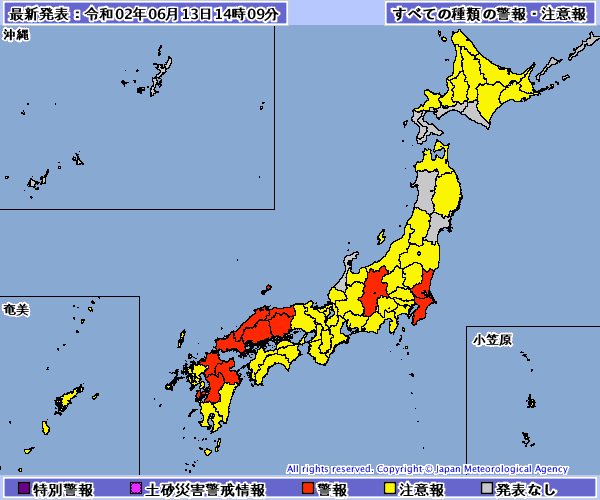 最新発表：令和02年06月13日14時09分
すべての種類の警報・注意報
沖縄
奄美
小笠原
All rights reserved. Copyright © Japan Meteorological Agency
特別警報 土砂災害警戒情報 警報 注意報 発表なし